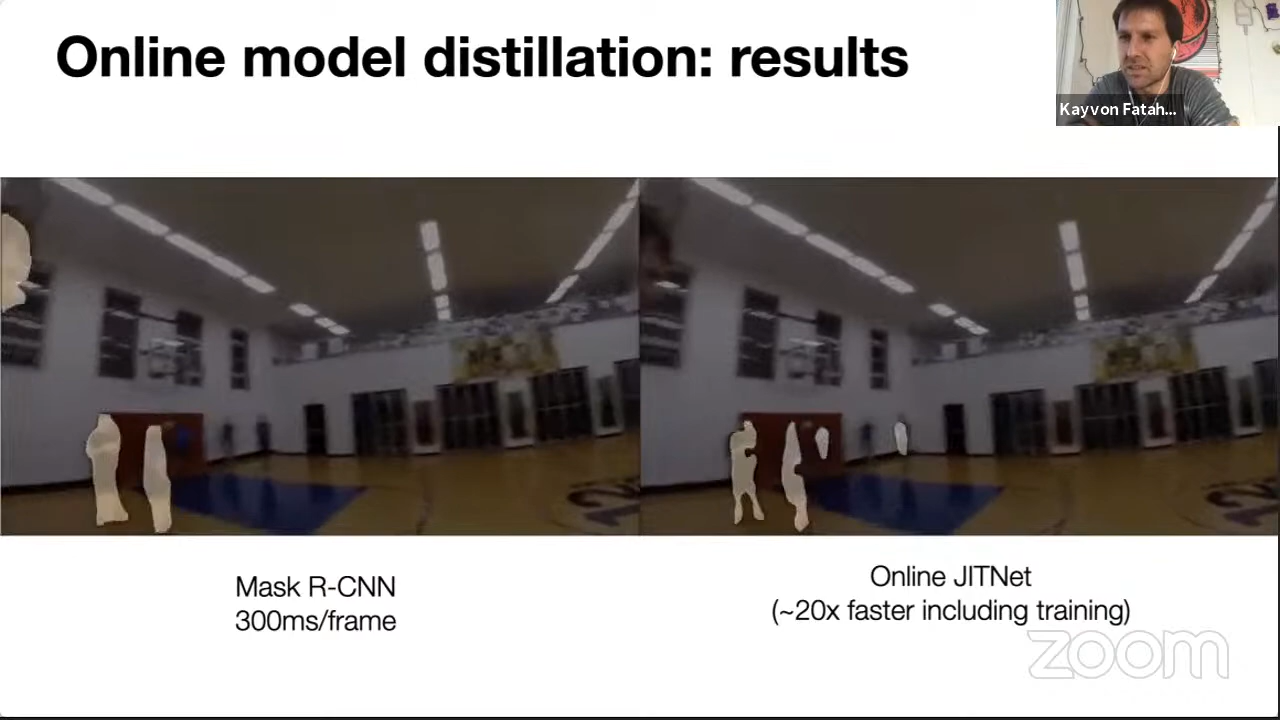 Online model distillation: results
Kayvon Fatah...
Mask R-CNN
300ms/frame
Online JITNet
(~20x faster including training)
zoom